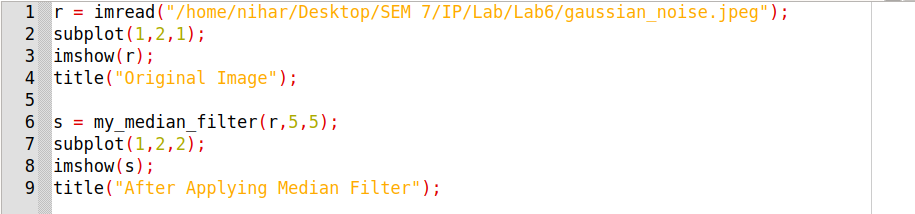 1 r = imread("/home/nihar/Desktop/SEM 7/IP/Lab/Lab6/gaussian_noise.jpeg");
2 subplot(1,2,1);
3 imshow(r);
4 title("Original Image");
5
6 s = my_median_filter(r,5,5);
7 subplot(1,2,2);
8 imshow(s);
9 title("After Applying Median Filter");